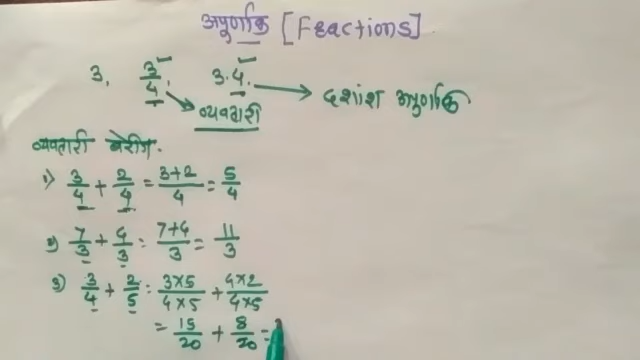 अपुर्णांक [Fractions]
3, 3/4, 3.4, → दशांश अपुर्णांक
व्यवहारी
व्यवहारी बेरीज.
1) 3/4 + 2/4 = 3+2/4 = 5/4
2) 7/3 + 4/3 = 7+4/3 = 11/3
3) 3/4 + 2/5 = 3×5/4×5 + 4×2/4×5
= 15/20 + 8/20 =